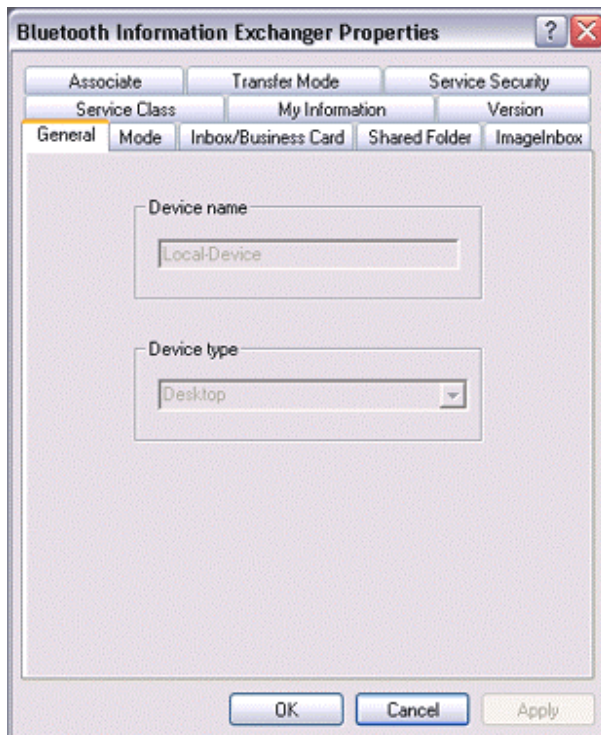 Bluetooth Information Exchanger Properties
Associate Transfer Mode Service Security
Service Class My Information Version
General Mode Inbox/Business Card Shared Folder ImageInbox
Device name
Local-Device
Device type
Desktop
OK Cancel Apply